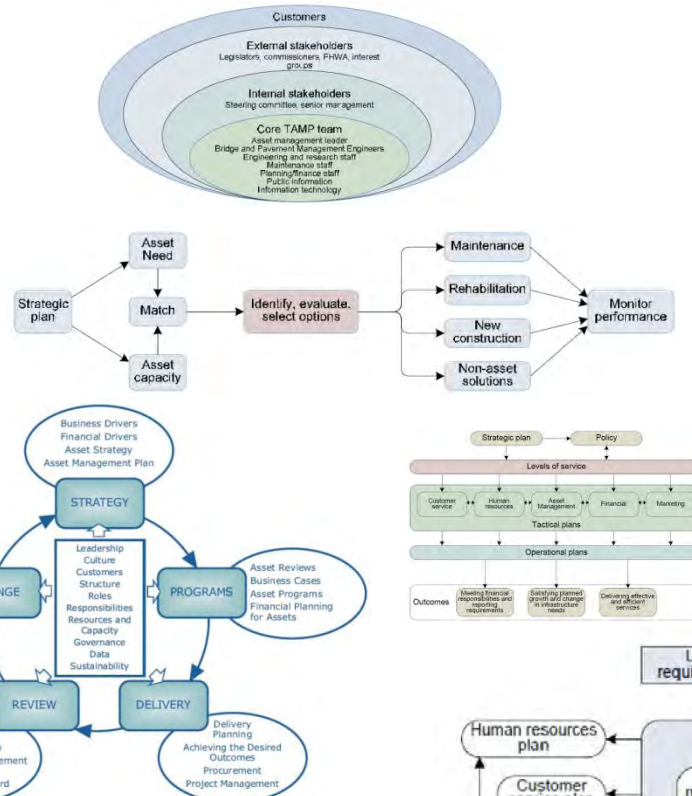 Customers
External stakeholders
Legislators, commissioners, FHWA, interest
groups
Internal stakeholders
Steering committee, senior management
Core TAMP team
Asset management leader
Bridge and Pavement Management Engineers
Engineering and research staff
Maintenance staff
Planning/finance staff
Public information
Information technology
Strategic
plan
Asset
Need
Match
Asset
capacity
Identify, evaluate,
select options
Maintenance
Rehabilitation
New
construction
Non-asset
solutions
Monitor
performance
Business Drivers
Financial Drivers
Asset Strategy
Asset Management Plan
STRATEGY
Leadership
Culture
Customers
Structure
Roles
Responsibilities
Resources and
Capacity
Governance
Data
Sustainability
NGE
PROGRAMS
Asset Reviews
Business Cases
Asset Programs
Financial Planning
for Assets
REVIEW
DELIVERY
Delivery
Planning
Achieving the Desired
Outcomes
Procurement
Project Management
ement
rd
Strategic plan
Policy
Levels of service
Customer
service
Human
resources
Asset
Management
Financial
Marketing
Tactical plans
Operational plans
Outcomes
Meeting financial
responsibilities and
reporting
requirements
Satisfying planned
growth and change
in infrastructure
needs
Delivering effective
and efficient
services
L
requi
Human resources
plan
Customer